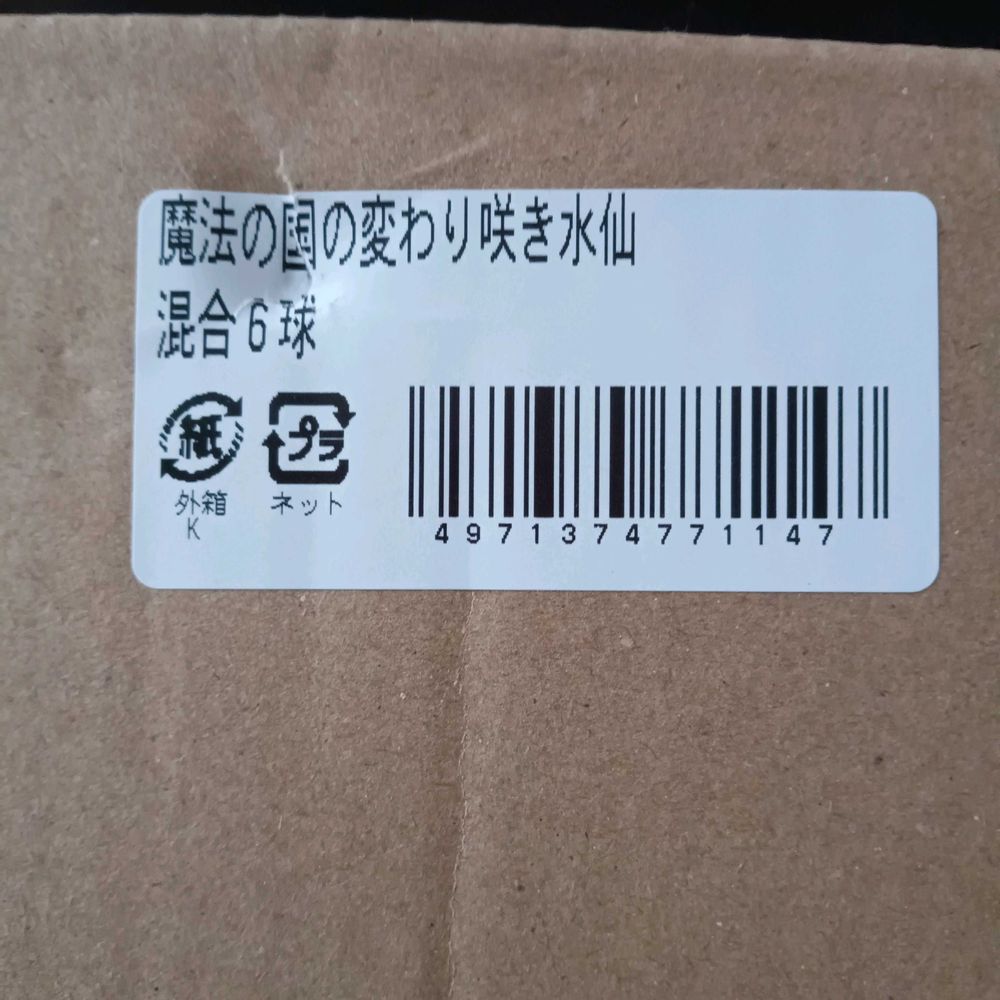 魔法の国の変わり咲き水仙
混合6球
紙 プラ
外箱 ネット
K
4971374771147